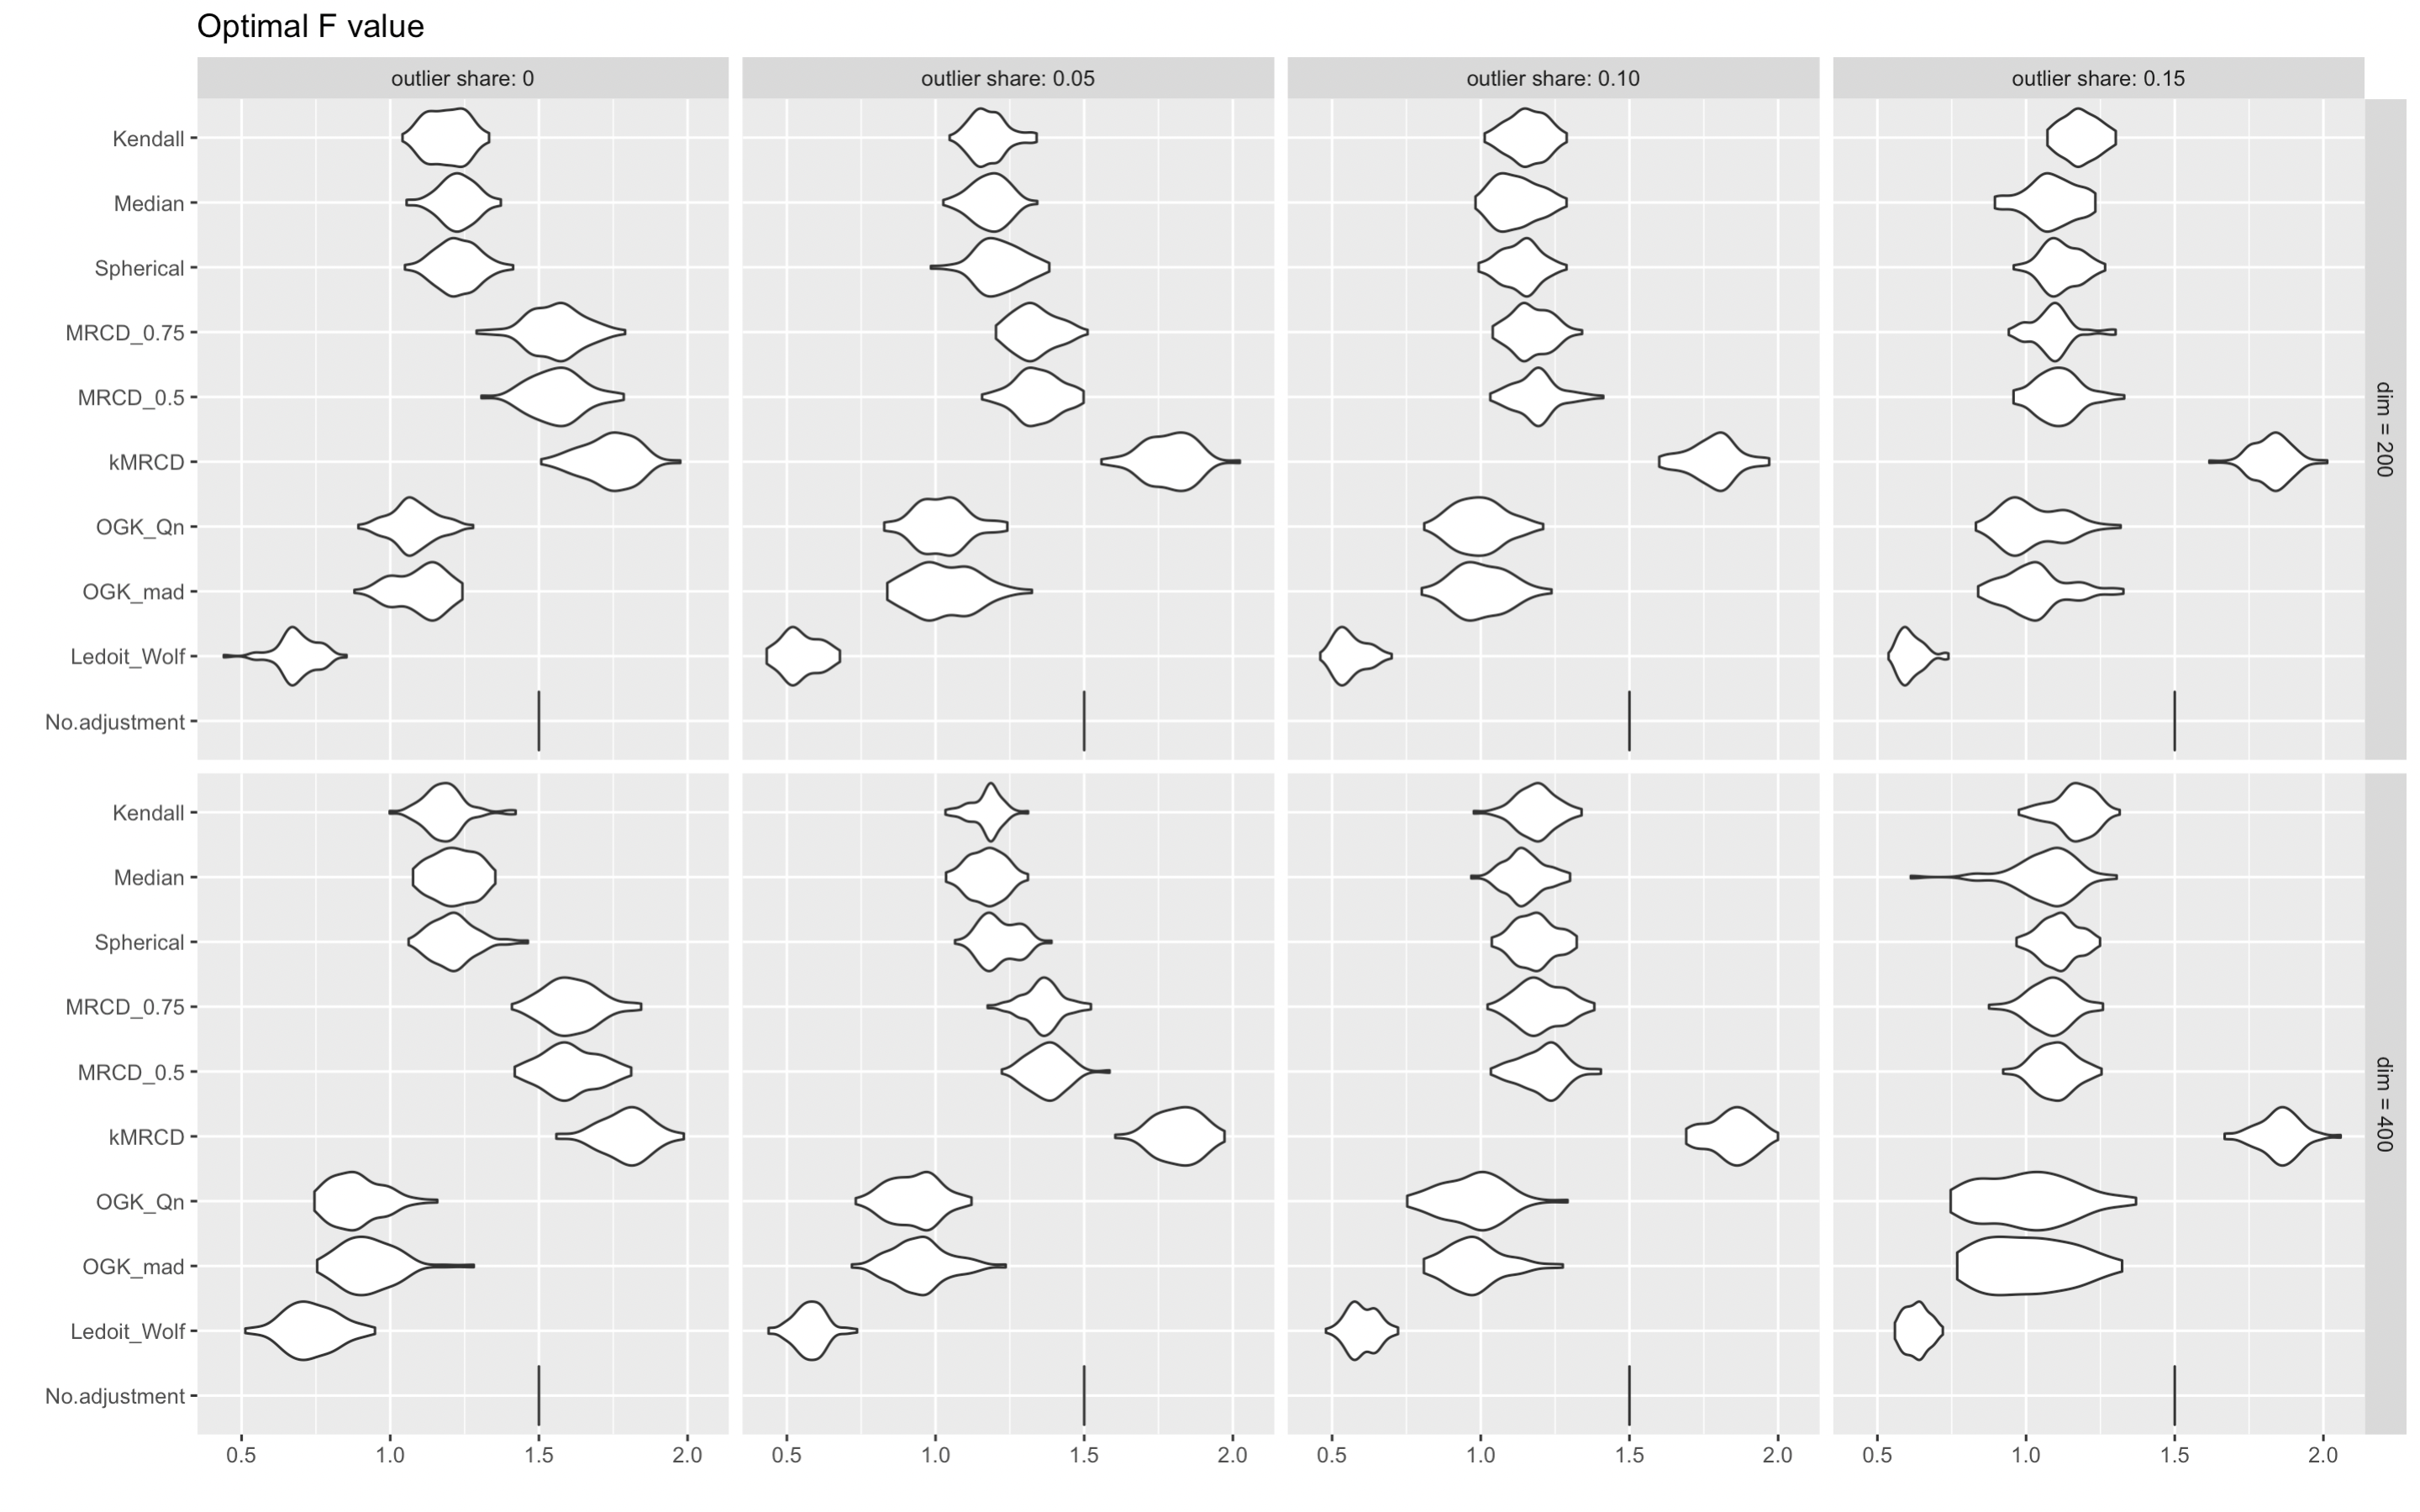 Optimal F value
outlier share: 0
outlier share: 0.05
outlier share: 0.10
outlier share: 0.15
Kendall
Median
Spherical
MRCD_0.75
MRCD_0.5
kMRCD
OGK_Qn
OGK_mad
Ledoit_Wolf
No.adjustment
dim = 200
Kendall
Median
Spherical
MRCD_0.75
MRCD_0.5
kMRCD
OGK_Qn
OGK_mad
Ledoit_Wolf
No.adjustment
dim = 400
0.5 1.0 1.5 2.0
0.5 1.0 1.5 2.0
0.5 1.0 1.5 2.0
0.5 1.0 1.5 2.0